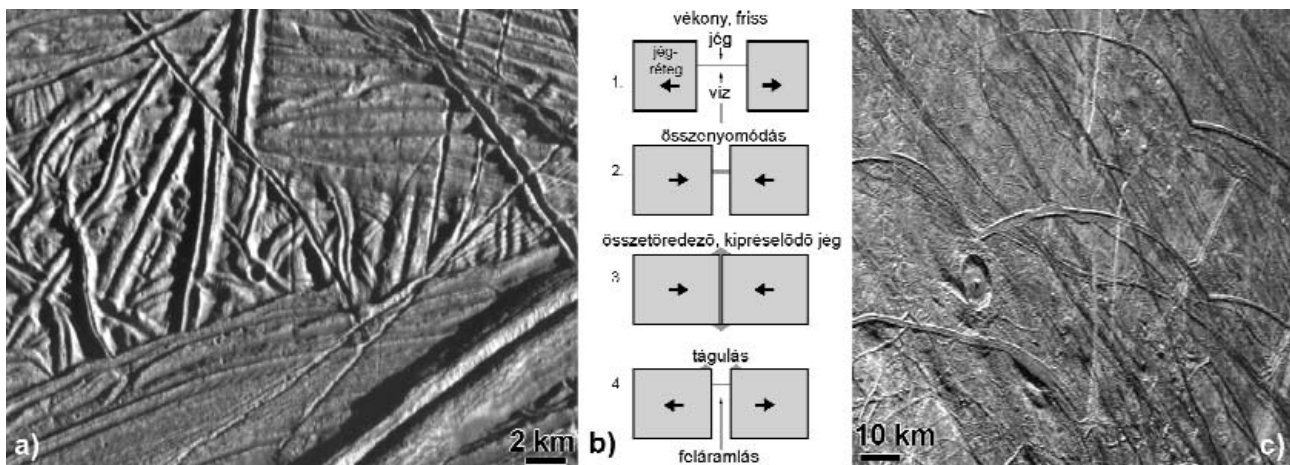 a)
2 km
b)
vékony, friss
jég
jég-
réteg
1.
víz
összenyomódás
2.
összetöredező, kipréselődő jég
3
tágulás
4
feláramlás
10 km
c)